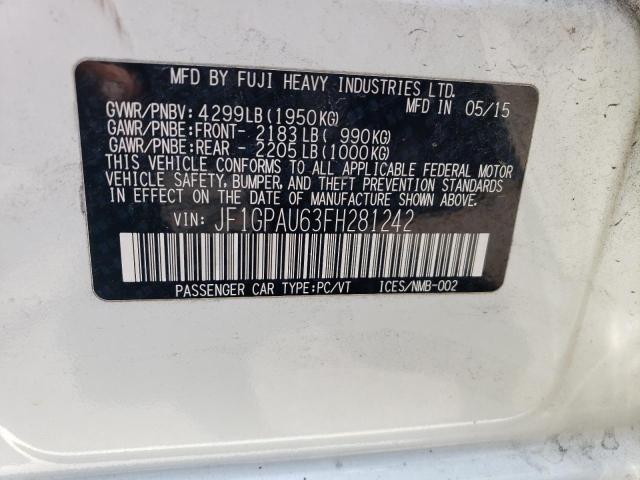 MFD BY FUJI HEAVY INDUSTRIES LTD.
MFD IN 05/15
GVWR/PNBV: 4299LB(1950KG)
GAWR/PNBE:FRONT- 2183LB( 990KG)
GAWR/PNBE:REAR - 2205LB(1000KG)
THIS VEHICLE CONFORMS TO ALL APPLICABLE FEDERAL MOTOR
VEHICLE SAFETY, BUMPER, AND THEFT PREVENTION STANDARDS
IN EFFECT ON THE DATE OF MANUFACTURE SHOWN ABOVE.
VIN: JF1GPAU63FH281242
PASSENGER CAR TYPE:PC/VT ICES/NMB-002